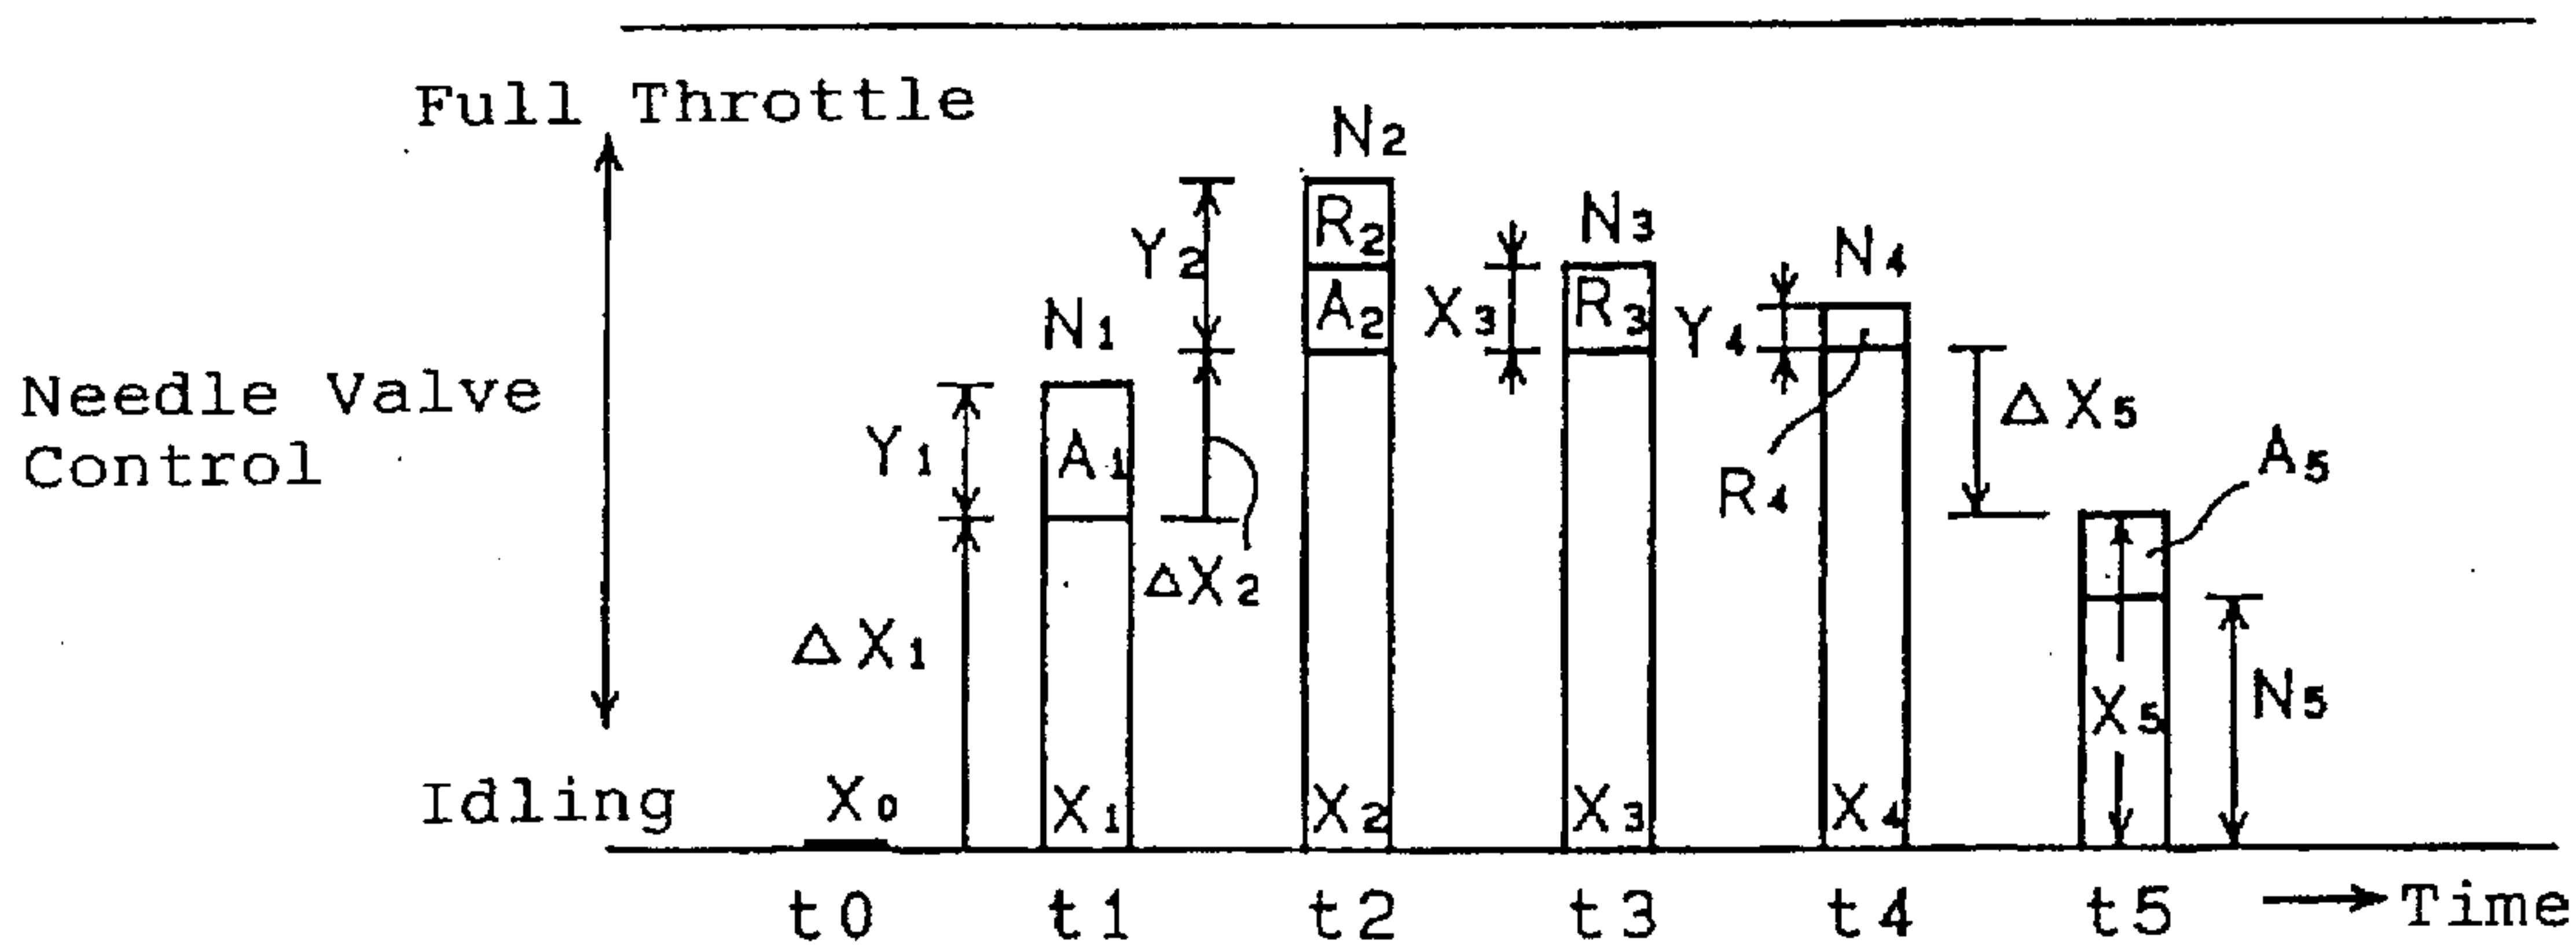 Full Throttle
Needle Valve
Control
Idling
X0
ΔX1
Y1
N1
A1
X1
Y2
ΔX2
N2
R2
A2
X2
X3
N3
R3
X3
Y4
N4
R4
X4
ΔX5
A5
X5
N5
t0 t1 t2 t3 t4 t5 → Time